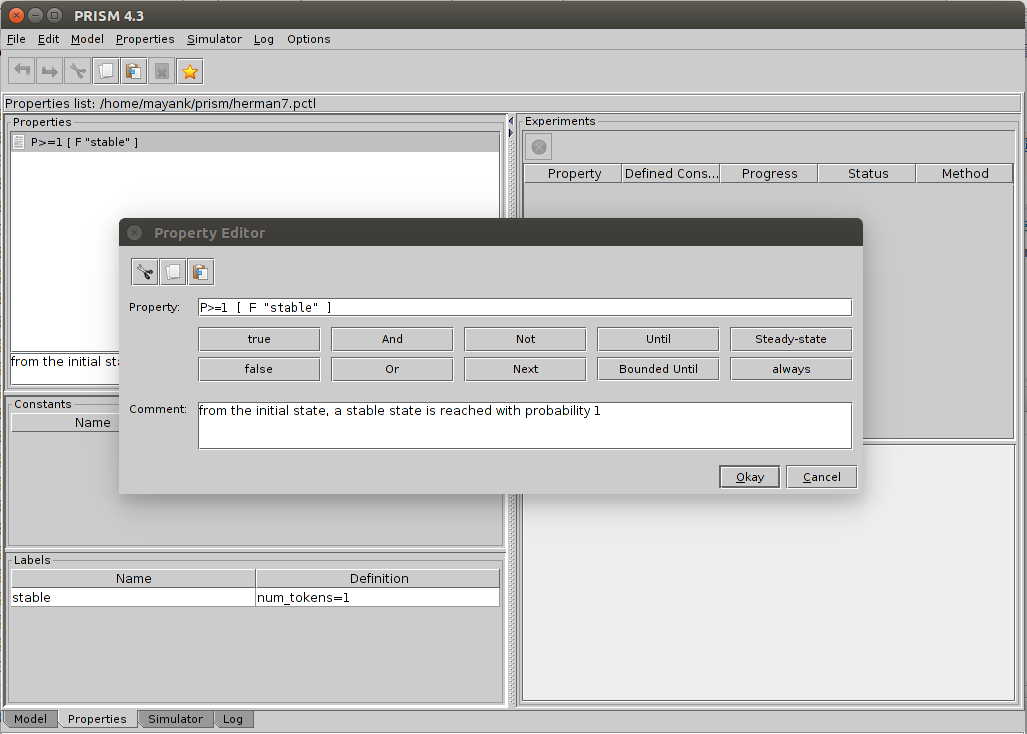 PRISM 4.3
File Edit Model Properties Simulator Log Options
Properties list: /home/mayank/prism/herman7.pctl
Properties
P>=1 [ F "stable" ]
from the initial sta
Experiments
Property Defined Cons... Progress Status Method
Property Editor
Property: P>=1 [ F "stable" ]
true And Not Until Steady-state
false Or Next Bounded Until always
Comment: from the initial state, a stable state is reached with probability 1
Okay Cancel
Constants
Name
Labels
Name Definition
stable num_tokens=1
Model Properties Simulator Log